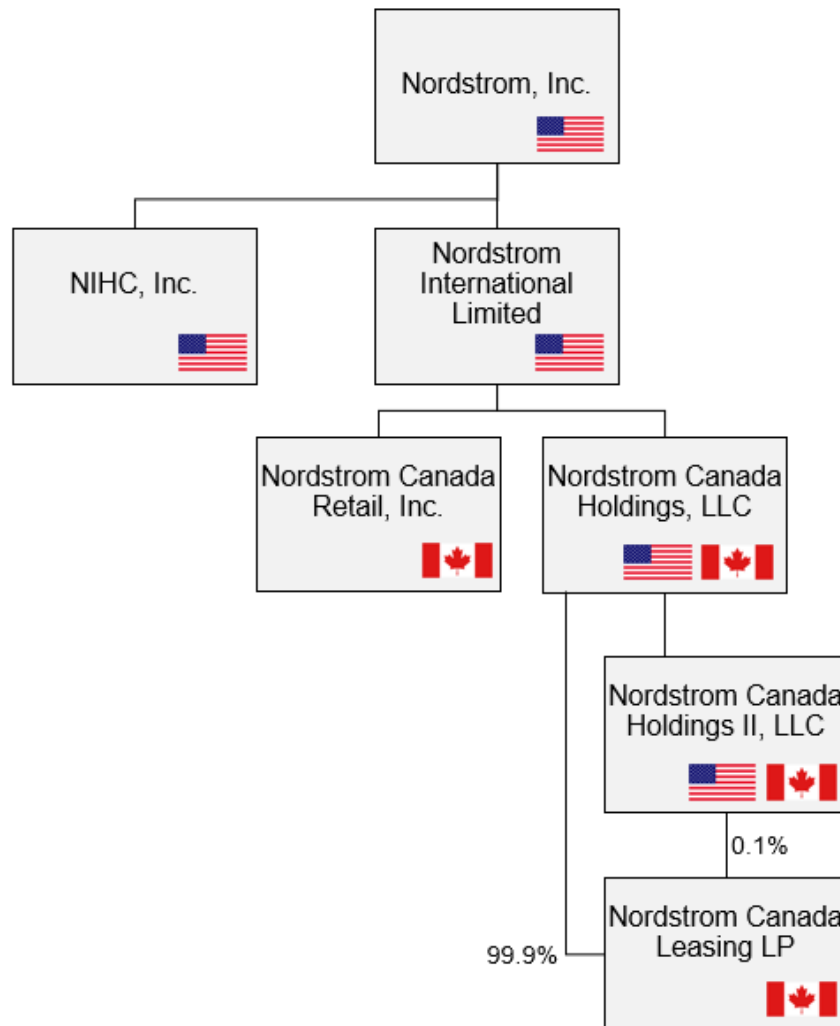 Nordstrom, Inc.
NIHC, Inc.
Nordstrom
International
Limited
Nordstrom Canada
Retail, Inc.
Nordstrom Canada
Holdings, LLC
Nordstrom Canada
Holdings II, LLC
0.1%
99.9%
Nordstrom Canada
Leasing LP